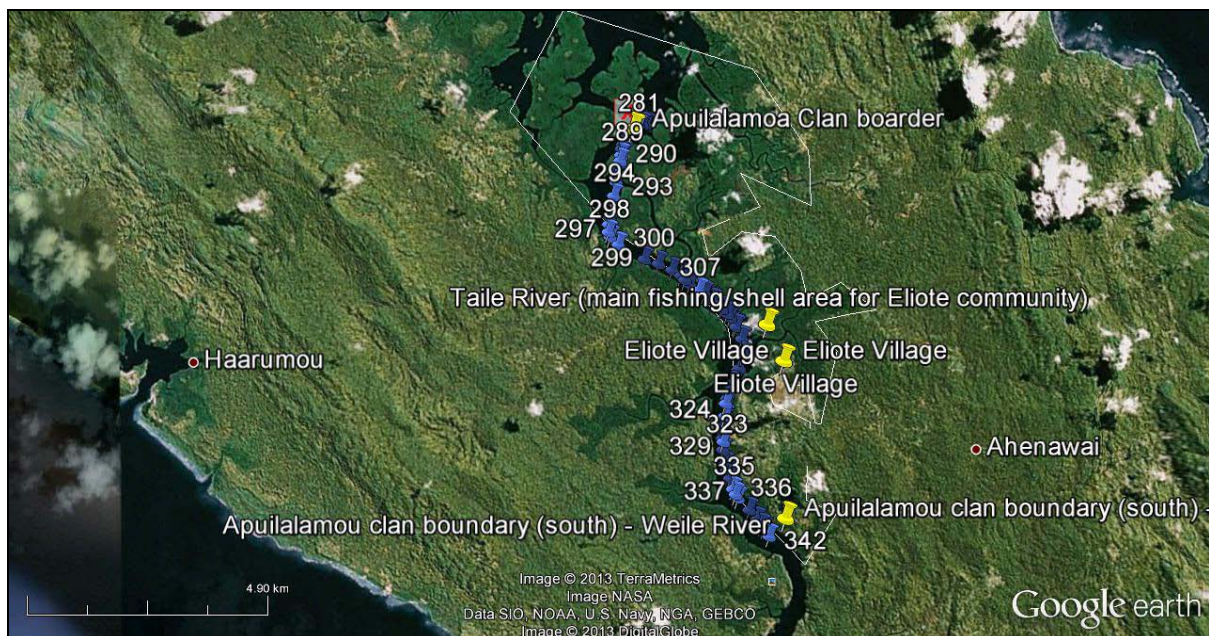 281
Apuilalamoa Clan boarder
289
290
294
293
298
297
300
299
307
Taile River (main fishing/shell area for Eliote community)
Eliote Village
Eliote Village
Haarumou
Eliote Village
324
323
329
Ahenawai
335
337
336
Apuilalamou clan boundary (south) -
Apuilalamou clan boundary (south) - Weile River
342
4.90 km
Image © 2013 TerraMetrics
Image NASA
Data SIO, NOAA, U.S. Navy, NGA, GEBCO
Image © 2013 DigitalGlobe
Google earth